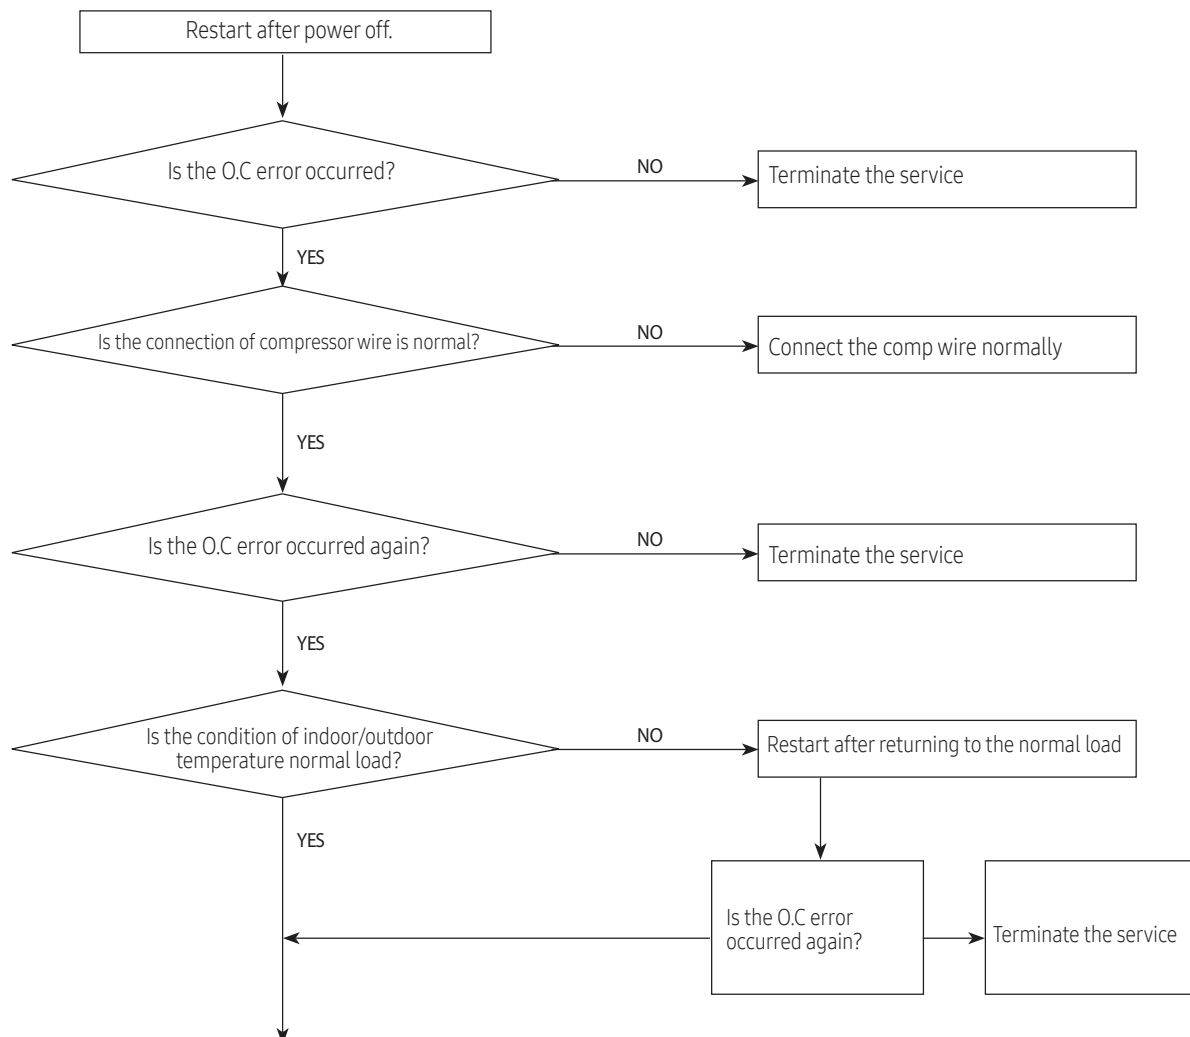 Restart after power off.
Is the O.C error occurred?
NO
Terminate the service
YES
Is the connection of compressor wire is normal?
NO
Connect the comp wire normally
YES
Is the O.C error occurred again?
NO
Terminate the service
YES
Is the condition of indoor/outdoor
temperature normal load?
NO
Restart after returning to the normal load
YES
Is the O.C error
occurred again?
Terminate the service